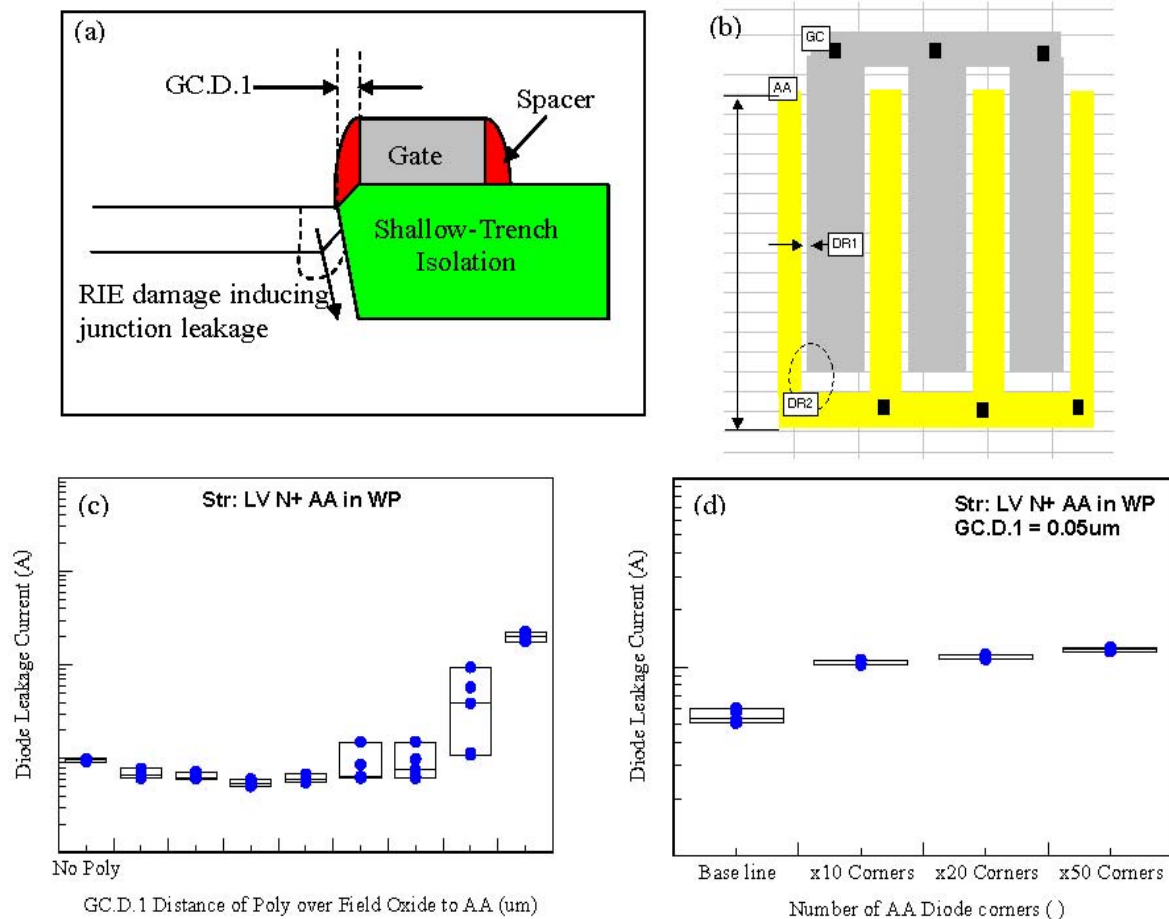 (a)
GC.D.1
Spacer
Gate
Shallow-Trench
Isolation
RIE damage inducing
junction leakage
(b)
GC
AA
DR1
DR2
(c)
Str: LV N+ AA in WP
Diode Leakage Current (A)
No Poly
GC.D.1 Distance of Poly over Field Oxide to AA (um)
(d)
Str: LV N+ AA in WP
GC.D.1 = 0.05um
Diode Leakage Current (A)
Base line x10 Corners x20 Corners x50 Corners
Number of AA Diode corners ( )